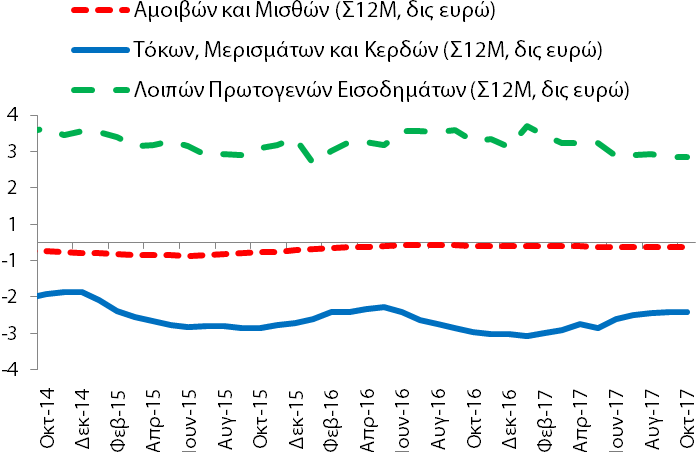 Αμοιβών και Μισθών (Σ12Μ, δις ευρώ)
Τόκων, Μερισμάτων και Κερδών (Σ12Μ, δις ευρώ)
Λοιπών Πρωτογενών Εισοδημάτων (Σ12Μ, δις ευρώ)
4
3
2
1
-1
-2
-3
-4
Οκτ-14
Δεκ-14
Φεβ-15
Απρ-15
Ιουν-15
Αυγ-15
Οκτ-15
Δεκ-15
Φεβ-16
Απρ-16
Ιουν-16
Αυγ-16
Οκτ-16
Δεκ-16
Φεβ-17
Απρ-17
Ιουν-17
Αυγ-17
Οκτ-17